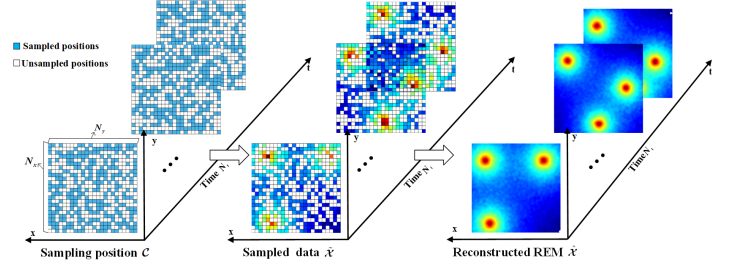 Sampled positions
Unsampled positions
N_y
N_x
y
x
t
Time N_t
Sampling position 𝒞
y
x
t
Time N_t
Sampled data 𝒳̂
y
x
t
Time N_t
Reconstructed REM 𝒳̇